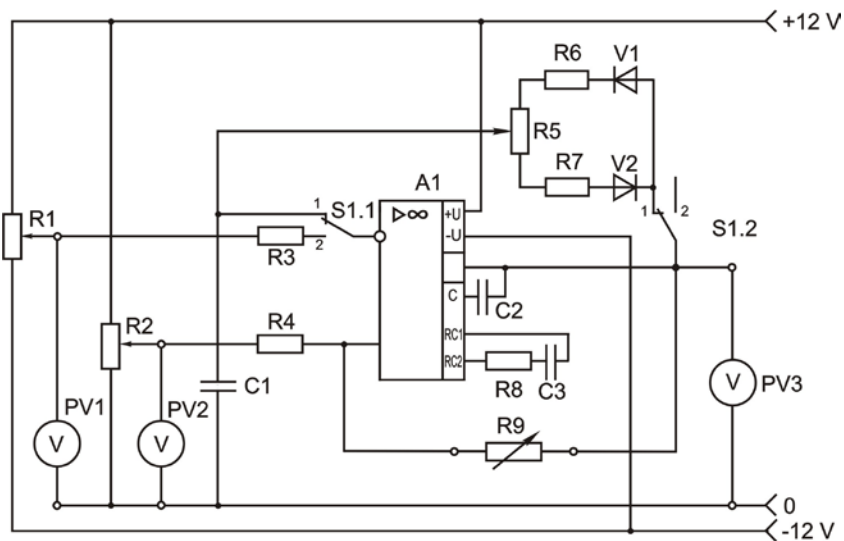 +12 V
R6
V1
R5
R7
V2
A1
▷∞
+U
-U
C
RC1
RC2
1
2
S1.1
1
2
S1.2
R1
R3
R2
R4
C2
R8
C3
C1
PV1
V
PV2
V
R9
V
PV3
0
-12 V